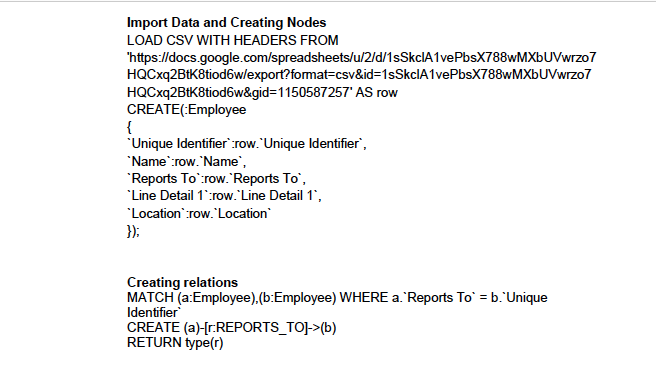 Import Data and Creating Nodes
LOAD CSV WITH HEADERS FROM
'https://docs.google.com/spreadsheets/u/2/d/1sSkclA1vePbsX788wMXbUVwrzo7
HQCxq2BtK8tiod6w/export?format=csv&id=1sSkclA1vePbsX788wMXbUVwrzo7
HQCxq2BtK8tiod6w&gid=1150587257' AS row
CREATE(:Employee
{
`Unique Identifier`:row.`Unique Identifier`,
`Name`:row.`Name`,
`Reports To`:row.`Reports To`,
`Line Detail 1`:row.`Line Detail 1`,
`Location`:row.`Location`
});
Creating relations
MATCH (a:Employee),(b:Employee) WHERE a.`Reports To` = b.`Unique
Identifier`
CREATE (a)-[r:REPORTS_TO]->(b)
RETURN type(r)